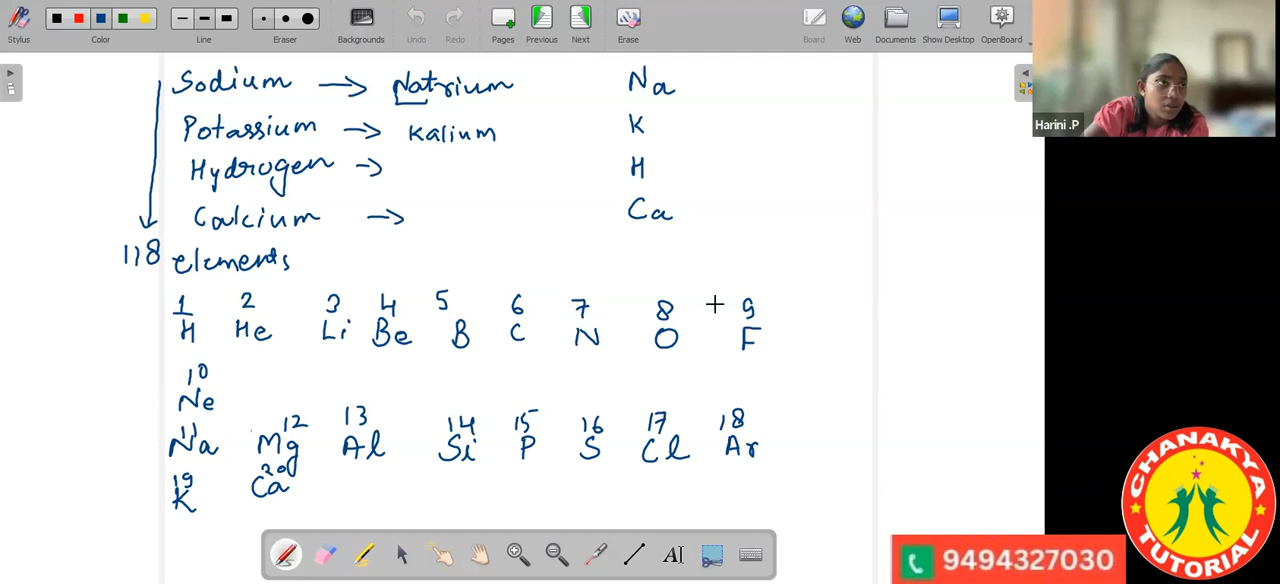 Stylus Color Line Eraser Backgrounds Undo Redo Pages Previous Next Erase Board Web Documents Show Desktop OpenBoard
Sodium → Natrium Na
Potassium → Kalium K
Hydrogen → H
Calcium → Ca
118 elements
1 2 3 4 5 6 7 8 9
H He Li Be B C N O F
10
Ne
11 12 13 14 15 16 17 18
Na Mg Al Si P S Cl Ar
19 20
K Ca
AI
Harini .P
CHANAKYA
TUTORIAL
9494327030